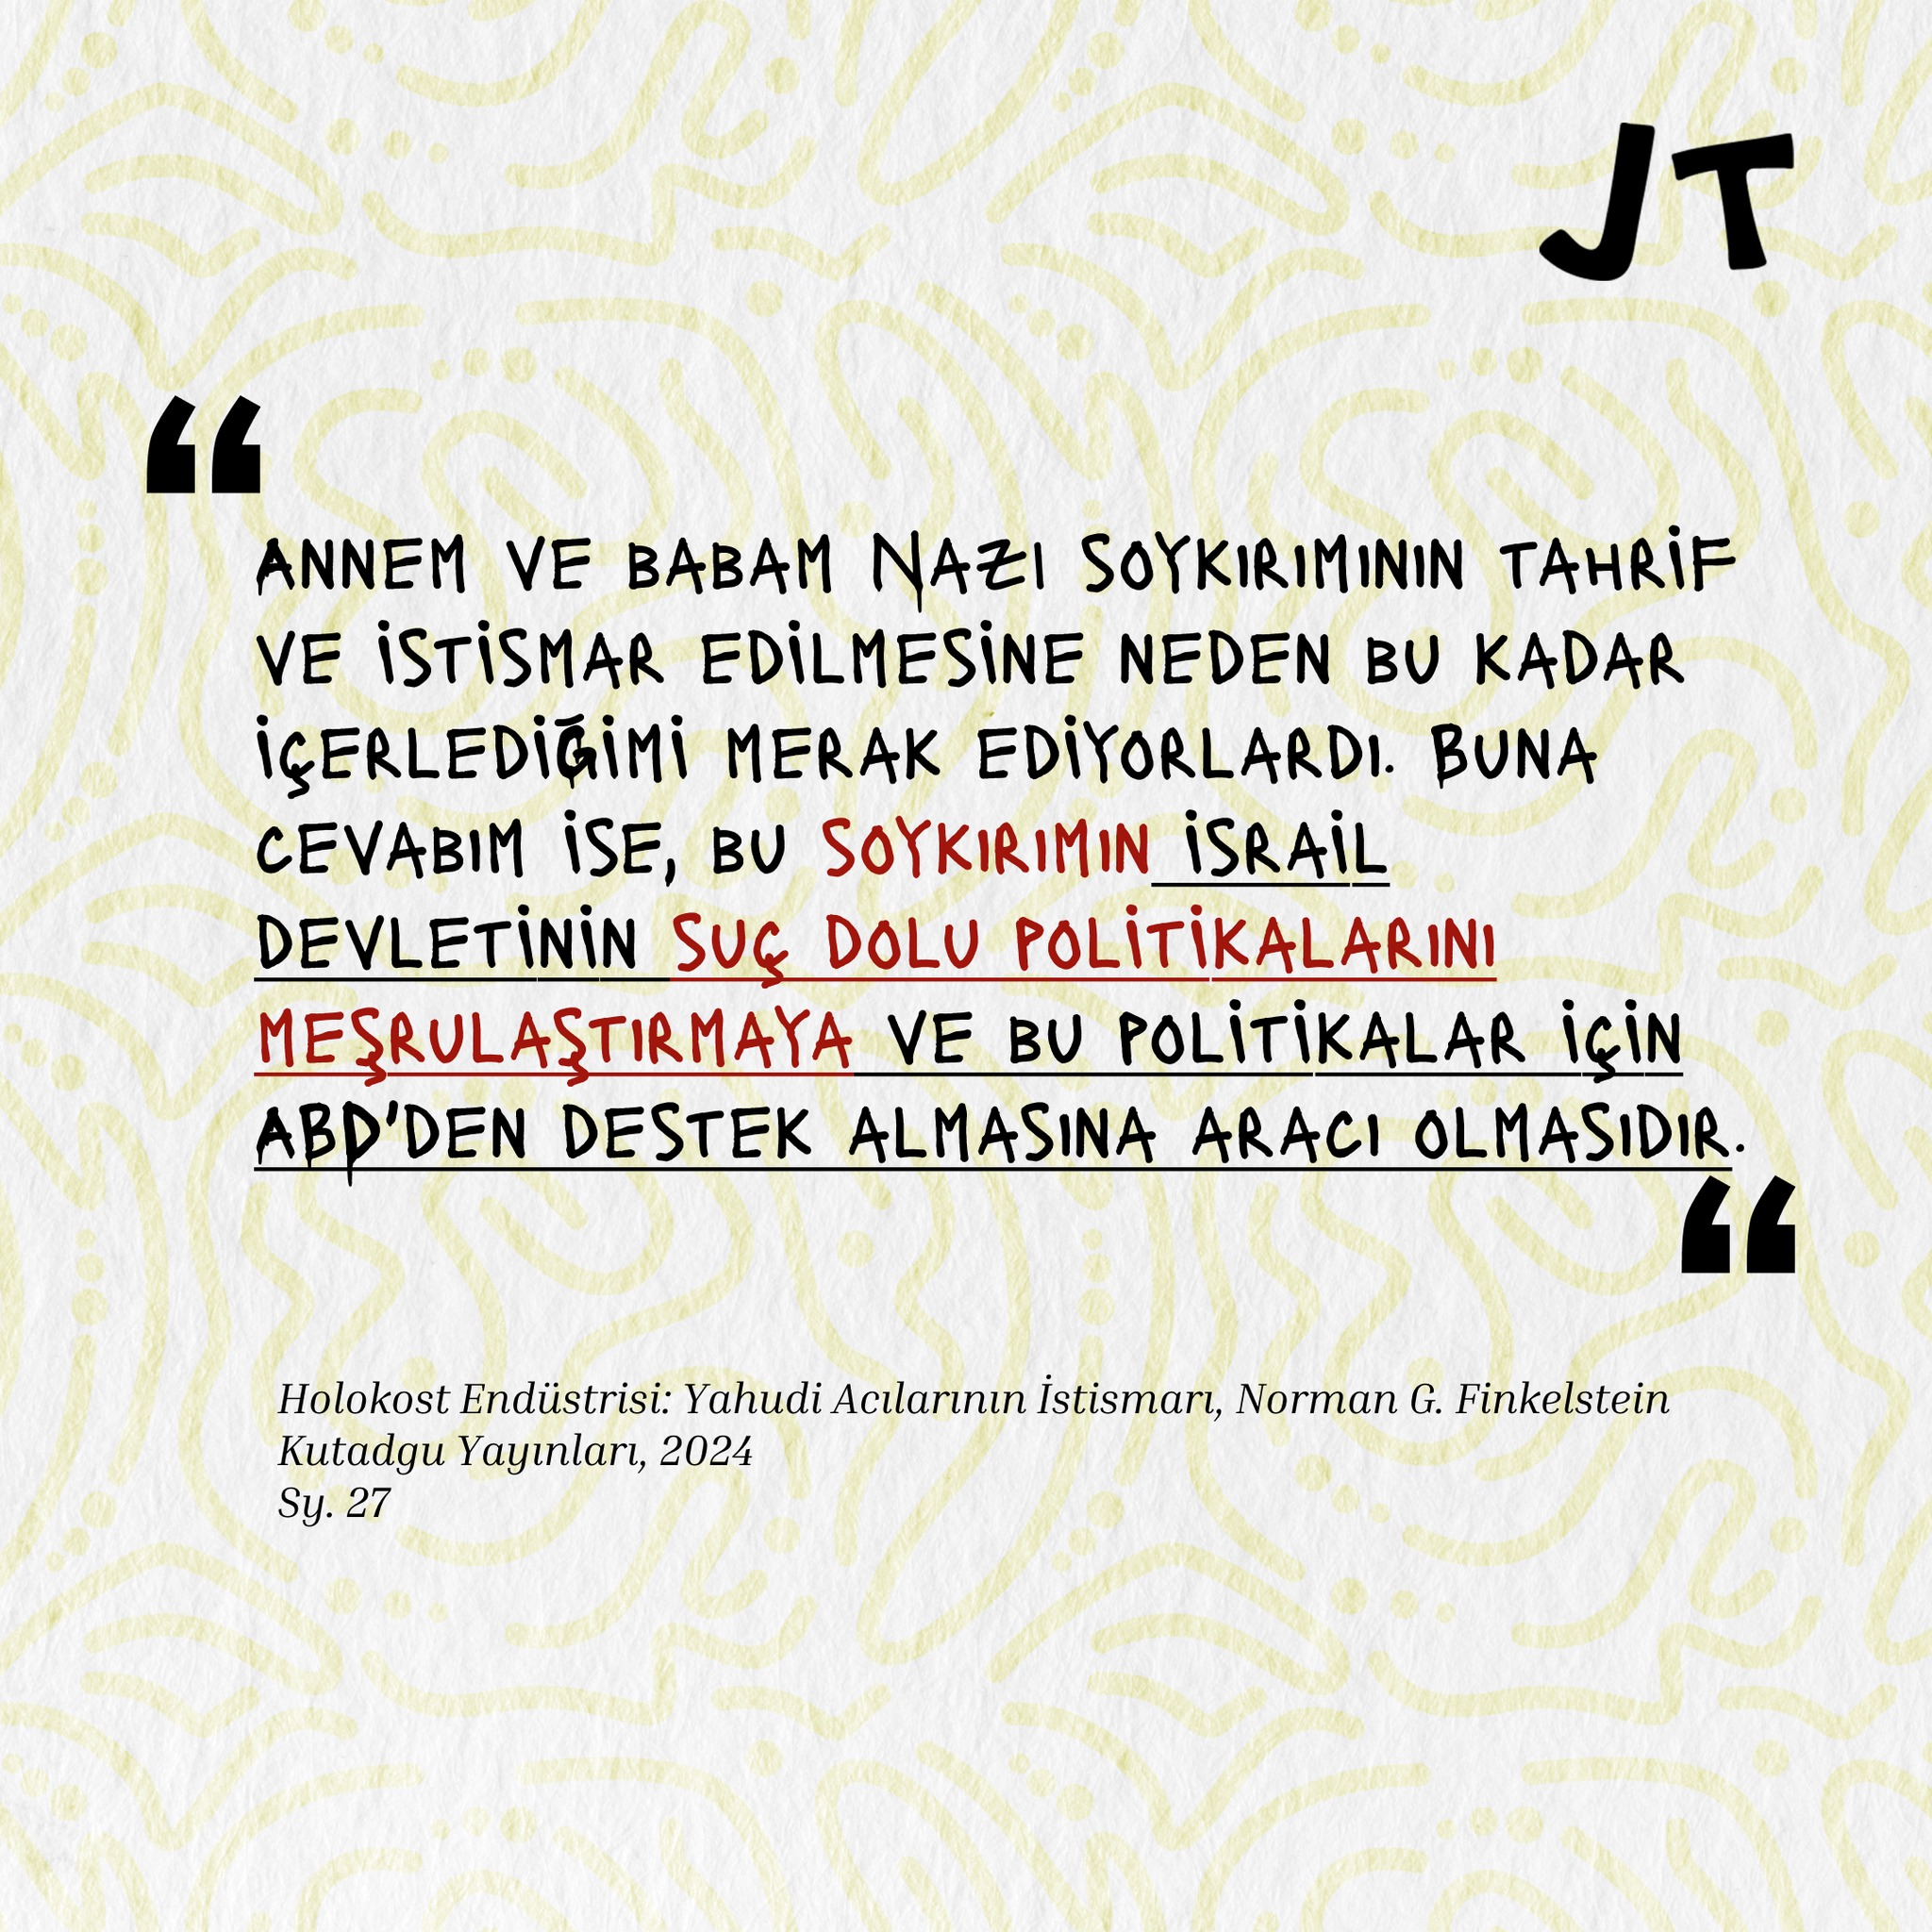 JT
“
ANNEM VE BABAM NAZI SOYKIRIMININ TAHRİF
VE İSTİSMAR EDİLMESİNE NEDEN BU KADAR
İÇERLEDİĞİMİ MERAK EDİYORLARDI. BUNA
CEVABIM İSE, BU SOYKIRIMIN İSRAİL
DEVLETİNİN SUÇ DOLU POLİTİKALARINI
MEŞRULAŞTIRMAYA VE BU POLİTİKALAR İÇİN
ABD'DEN DESTEK ALMASINA ARACI OLMASIDIR.
“
Holokost Endüstrisi: Yahudi Acılarının İstismarı, Norman G. Finkelstein
Kutadgu Yayınları, 2024
Sy. 27